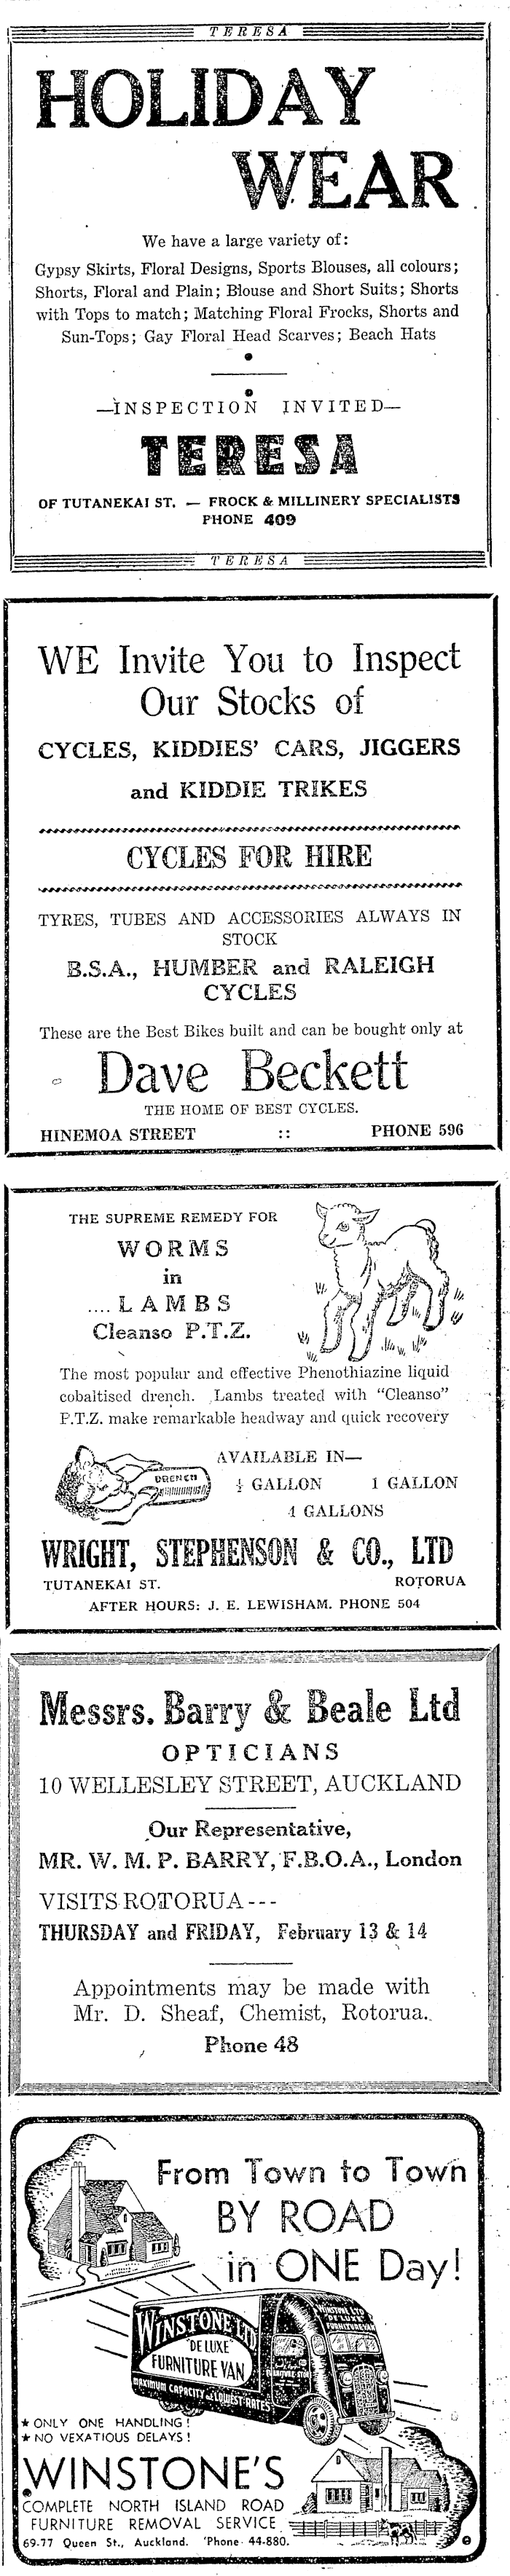 TERESA
HOLIDAY
WEAR
We have a large variety of:
Gypsy Skirts, Floral Designs, Sports Blouses, all colours;
Shorts, Floral and Plain; Blouse and Short Suits; Shorts
with Tops to match; Matching Floral Frocks, Shorts and
Sun-Tops; Gay Floral Head Scarves; Beach Hats
—INSPECTION INVITED—
TERESA
OF TUTANEKAI ST. — FROCK & MILLINERY SPECIALISTS
PHONE 409
TERESA
WE Invite You to Inspect
Our Stocks of
CYCLES, KIDDIES' CARS, JIGGERS
and KIDDIE TRIKES
CYCLES FOR HIRE
TYRES, TUBES AND ACCESSORIES ALWAYS IN
STOCK
B.S.A., HUMBER and RALEIGH
CYCLES
These are the Best Bikes built and can be bought only at
Dave Beckett
THE HOME OF BEST CYCLES.
HINEMOA STREET :: PHONE 596
THE SUPREME REMEDY FOR
WORMS
in
.... LAMBS
Cleanso P.T.Z.
The most popular and effective Phenothiazine liquid
cobaltised drench. Lambs treated with "Cleanso"
P.T.Z. make remarkable headway and quick recovery
DRENCH
AVAILABLE IN—
½ GALLON 1 GALLON
4 GALLONS
WRIGHT, STEPHENSON & CO., LTD
TUTANEKAI ST. ROTORUA
AFTER HOURS: J. E. LEWISHAM. PHONE 504
Messrs. Barry & Beale Ltd
OPTICIANS
10 WELLESLEY STREET, AUCKLAND
Our Representative,
MR. W. M. P. BARRY, F.B.O.A., London
VISITS ROTORUA---
THURSDAY and FRIDAY, February 13 & 14
Appointments may be made with
Mr. D. Sheaf, Chemist, Rotorua.
Phone 48
From Town to Town
BY ROAD
in ONE Day!
WINSTONE LTD
"DE LUXE"
FURNITURE VAN
MAXIMUM CAPACITY - LOWEST RATES
WINSTONE LTD
DE LUXE
FURNITURE VAN
★ ONLY ONE HANDLING!
★ NO VEXATIOUS DELAYS!
WINSTONE'S
COMPLETE NORTH ISLAND ROAD
FURNITURE REMOVAL SERVICE
69-77 Queen St., Auckland. 'Phone 44-880.